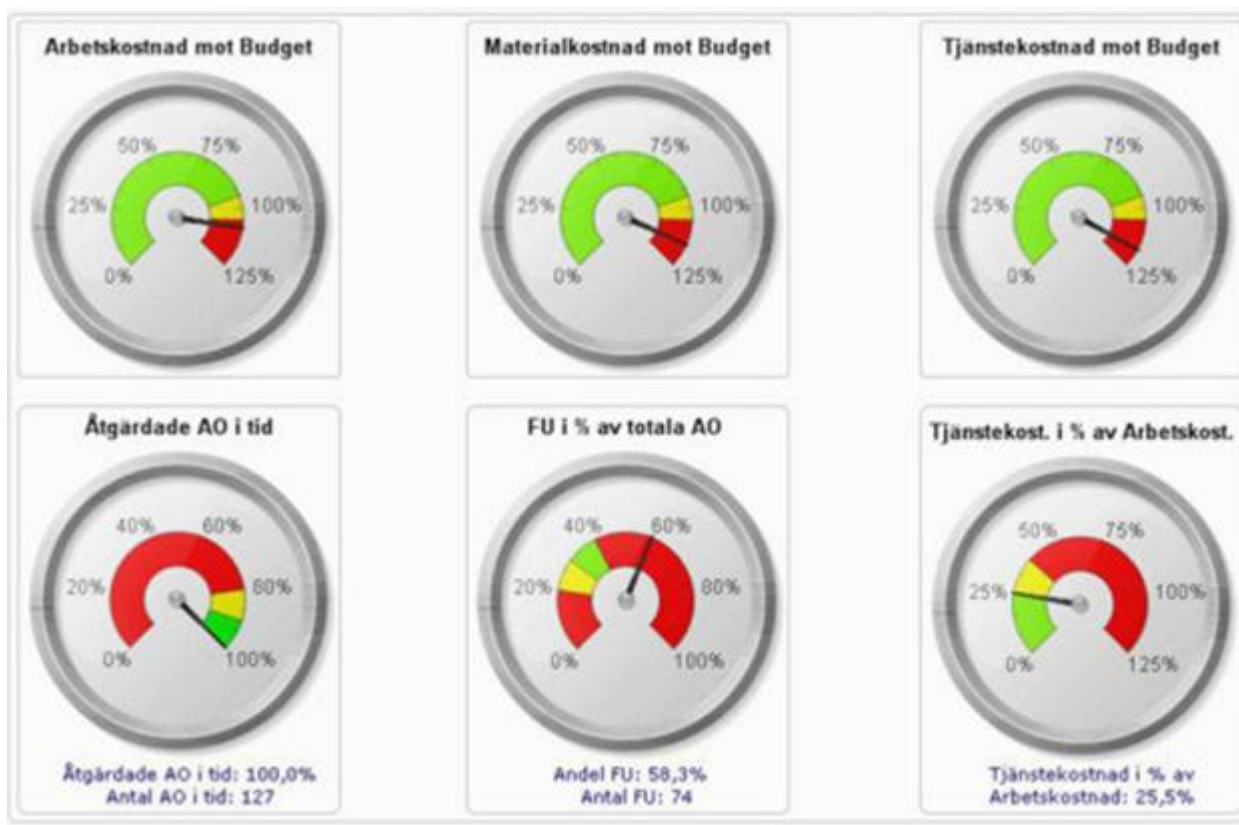 Arbetskostnad mot Budget
50% 75%
25% 100%
0% 125%
Materialkostnad mot Budget
50% 75%
25% 100%
0% 125%
Tjänstekostnad mot Budget
50% 75%
25% 100%
0% 125%
Åtgärdade AO i tid
40% 60%
20% 80%
0% 100%
Åtgärdade AO i tid: 100,0%
Antal AO i tid: 127
FU i % av totala AO
40% 60%
20% 80%
0% 100%
Andel FU: 58,3%
Antal FU: 74
Tjänstekost. i % av Arbetskost.
50% 75%
25% 100%
0% 125%
Tjänstekostnad i % av
Arbetskostnad: 25,5%